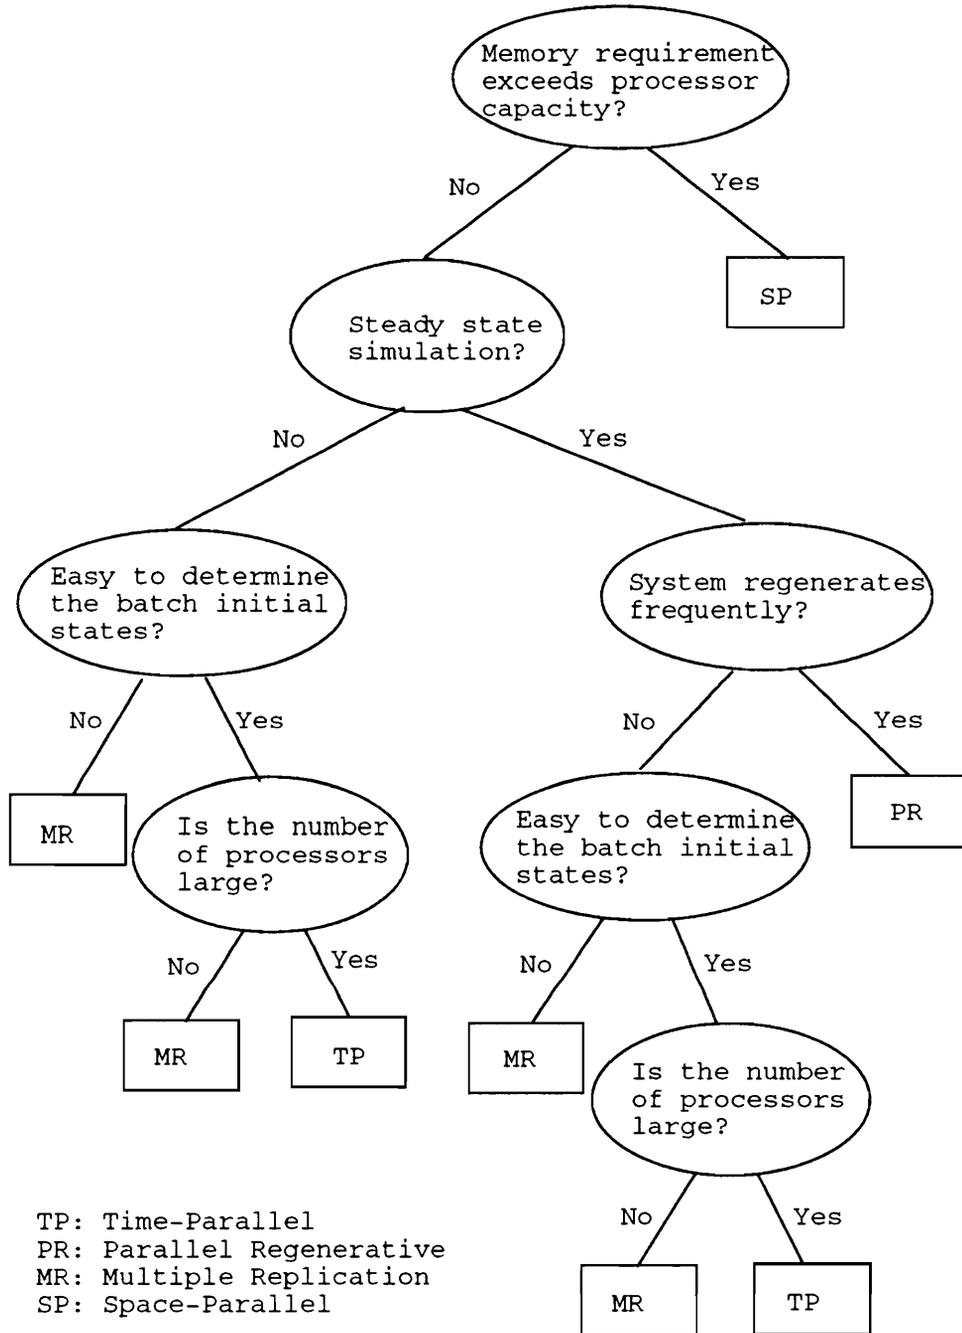 Memory requirement
exceeds processor
capacity?
No
Yes
SP
Steady state
simulation?
No
Yes
Easy to determine
the batch initial
states?
System regenerates
frequently?
No
Yes
No
Yes
MR
Is the number
of processors
large?
Easy to determine
the batch initial
states?
PR
No
Yes
No
Yes
MR
TP
MR
Is the number
of processors
large?
No
Yes
MR
TP
TP: Time-Parallel
PR: Parallel Regenerative
MR: Multiple Replication
SP: Space-Parallel